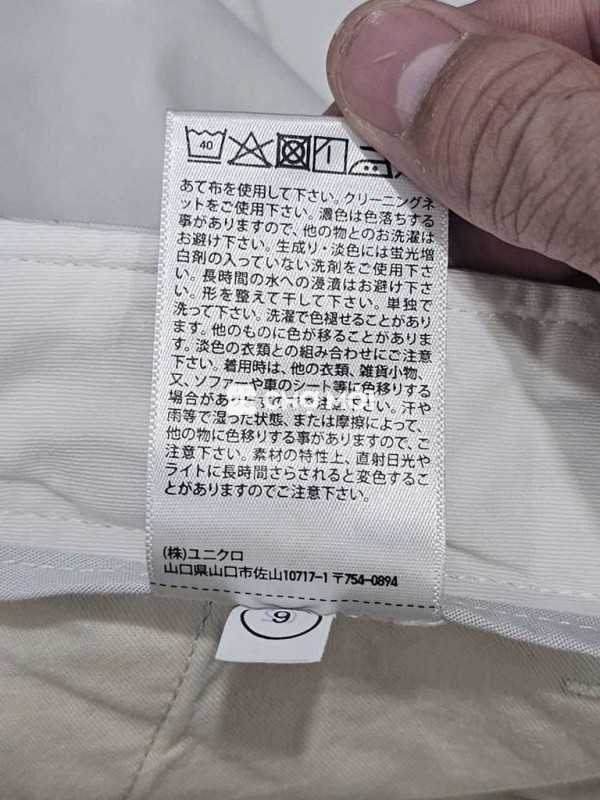 40
あて布を使用して下さい。クリーニングネ
ットをご使用下さい。濃色は色落ちする
事がありますので、他の物とのお洗濯は
お避け下さい。生成り・淡色には蛍光増
白剤の入っていない洗剤をご使用下さ
い。長時間の水への浸漬はお避け下さ
い。形を整えて干して下さい。単独で
洗って下さい。洗濯で色褪せることがあり
ます。他のものに色が移ることがありま
す。淡色の衣類との組み合わせにご注意
下さい。着用時は、他の衣類、雑貨小物、
又、ソファーや車のシート等に色移りする
場合があ 注意 い。汗や
CHỢ TỐT
雨等で湿った状態、または摩擦によって、
他の物に色移りする事がありますので、ご
注意下さい。素材の特性上、直射日光や
ライトに長時間さらされると変色するこ
とがありますのでご注意下さい。
(株)ユニクロ
山口県山口市佐山10717-1 〒754-0894
9